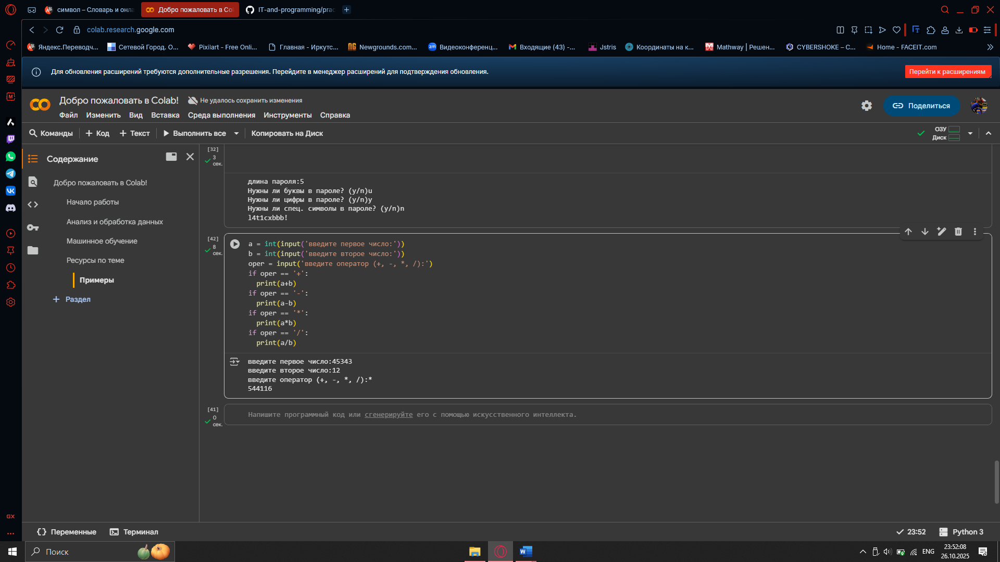 символ – Словарь и онла
Добро пожаловать в Col
IT-and-programming/prac
colab.research.google.com
Яндекс.Переводч...
Сетевой Город. О...
Pixilart - Free Onli...
Главная - Иркутс...
Newgrounds.com...
Видеоконференц...
Входящие (43) -...
Jstris
Координаты на к...
Mathway | Решен...
CYBERSHOKE – C...
Home - FACEIT.com
Для обновления расширений требуются дополнительные разрешения. Перейдите в менеджер расширений для подтверждения обновления.
Перейти к расширениям
Добро пожаловать в Colab!
Не удалось сохранить изменения
Файл Изменить Вид Вставка Среда выполнения Инструменты Справка
Поделиться
Команды + Код + Текст Выполнить все Копировать на Диск
ОЗУ
Диск
Содержание
Добро пожаловать в Colab!
Начало работы
Анализ и обработка данных
Машинное обучение
Ресурсы по теме
Примеры
+ Раздел
[32]
3
сек.
длина пароля:5
Нужны ли буквы в пароле? (y/n)u
Нужны ли цифры в пароле? (y/n)y
Нужны ли спец. символы в пароле? (y/n)n
l4t1cxbbb!
[42]
8
сек.
a = int(input('введите первое число:'))
b = int(input('введите второе число:'))
oper = input('введите оператор (+, -, *, /):')
if oper == '+':
  print(a+b)
if oper == '-':
  print(a-b)
if oper == '*':
  print(a*b)
if oper == '/':
  print(a/b)
введите первое число:45343
введите второе число:12
введите оператор (+, -, *, /):*
544116
[41]
0
сек.
Напишите программный код или сгенерируйте его с помощью искусственного интеллекта.
GX
Переменные
Терминал
23:52
Python 3
Поиск
ENG
23:52:08
26.10.2025